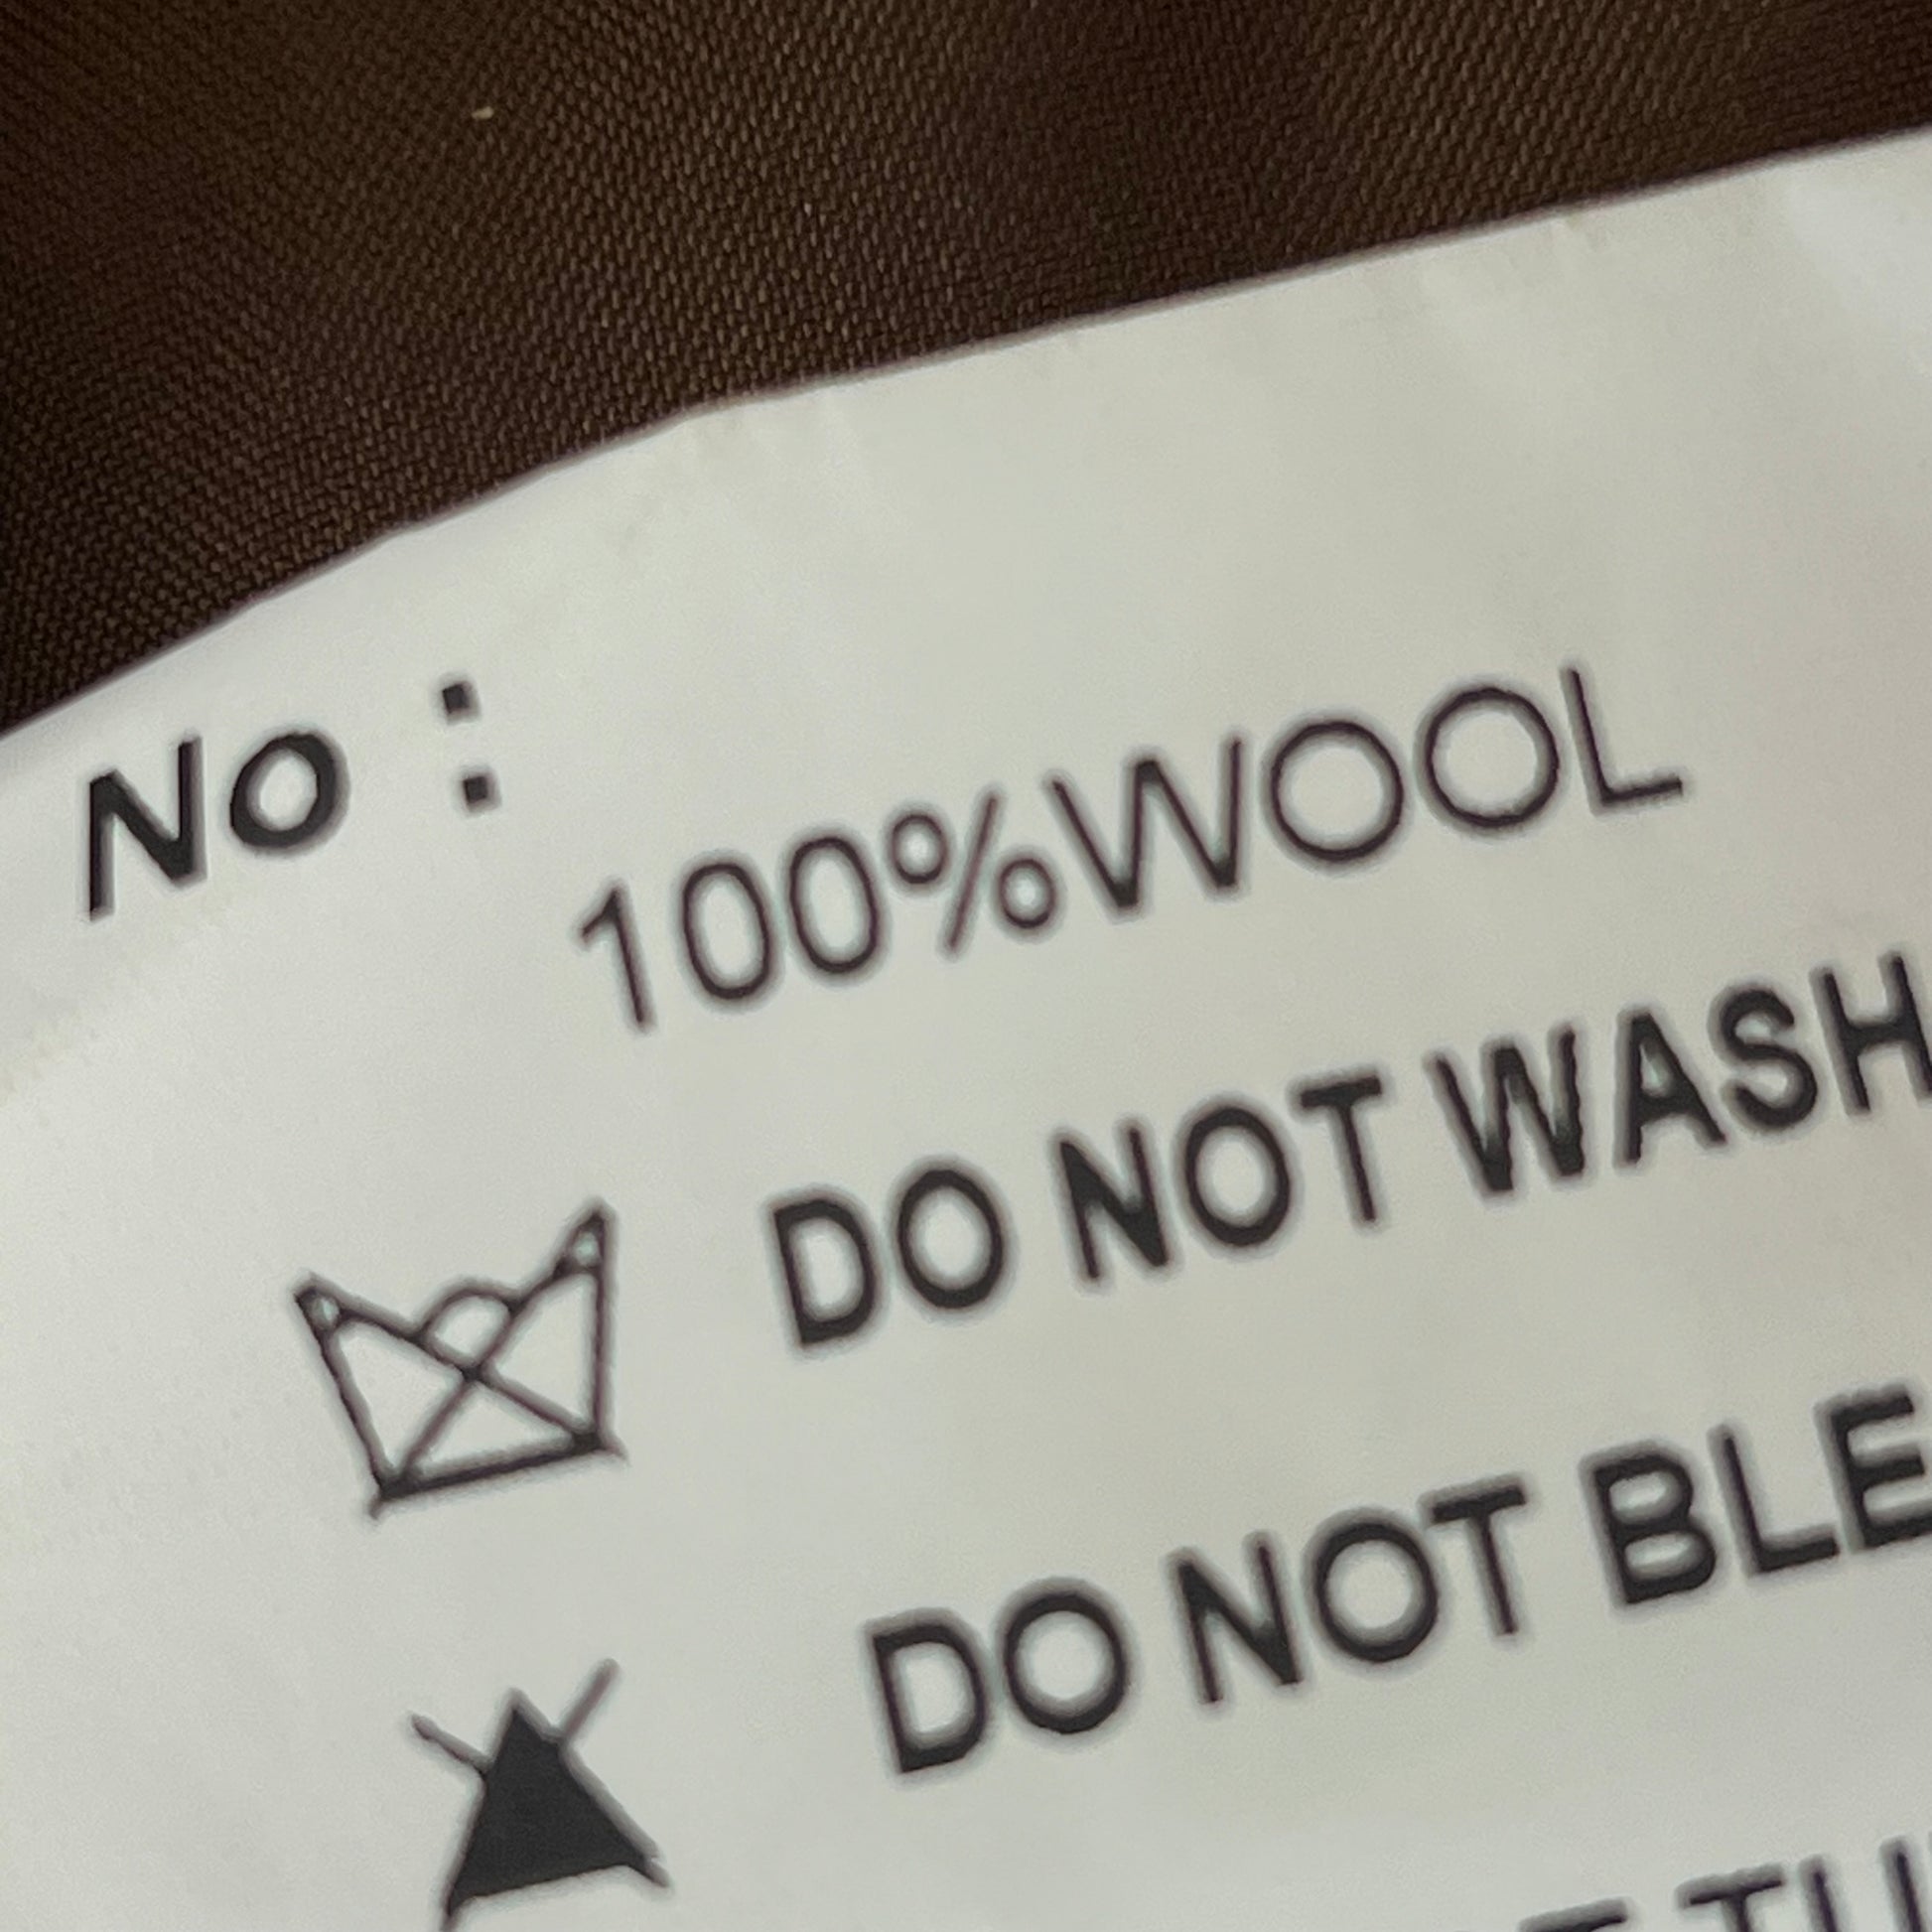 No :
100%WOOL
DO NOT WASH
DO NOT BLE